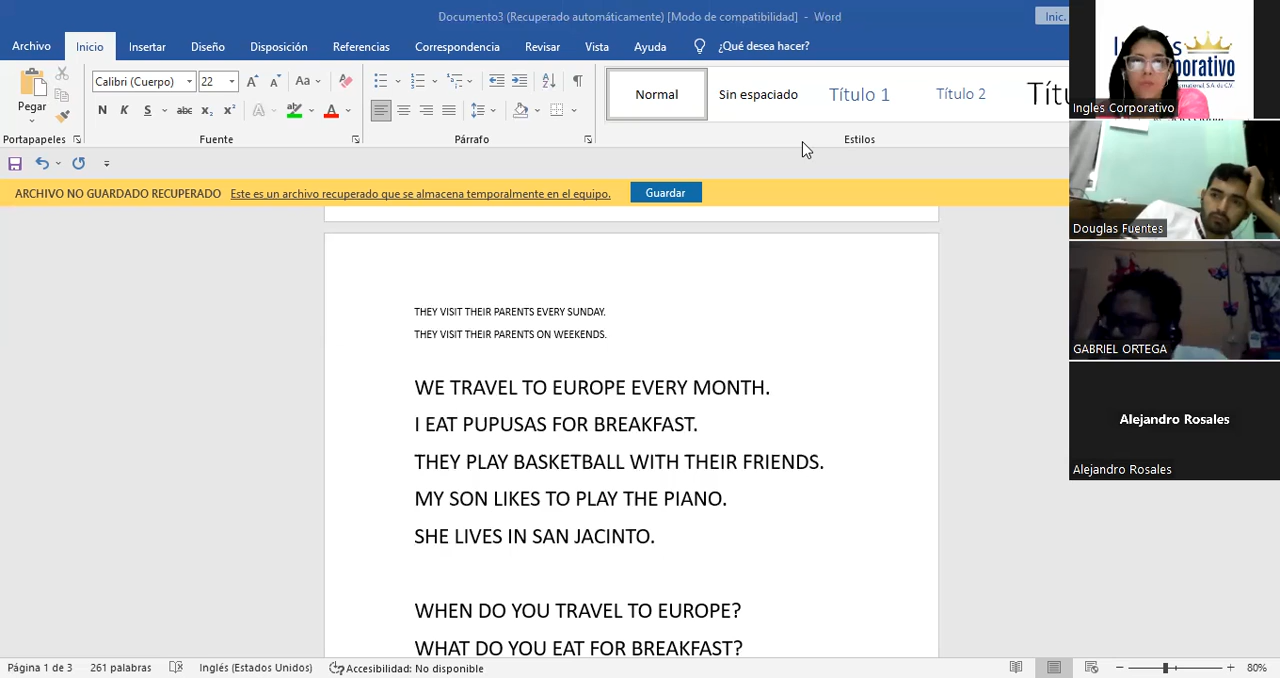 Documento3 (Recuperado automáticamente) [Modo de compatibilidad] - Word
Inic.
Archivo Inicio Insertar Diseño Disposición Referencias Correspondencia Revisar Vista Ayuda ¿Qué desea hacer?
Pegar
Calibri (Cuerpo) 22
Aa
N K S abc x₂ x² A A
Normal Sin espaciado Título 1 Título 2 Títu
Portapapeles Fuente Párrafo Estilos
ARCHIVO NO GUARDADO RECUPERADO Este es un archivo recuperado que se almacena temporalmente en el equipo. Guardar
THEY VISIT THEIR PARENTS EVERY SUNDAY.
THEY VISIT THEIR PARENTS ON WEEKENDS.
WE TRAVEL TO EUROPE EVERY MONTH.
I EAT PUPUSAS FOR BREAKFAST.
THEY PLAY BASKETBALL WITH THEIR FRIENDS.
MY SON LIKES TO PLAY THE PIANO.
SHE LIVES IN SAN JACINTO.
WHEN DO YOU TRAVEL TO EUROPE?
WHAT DO YOU EAT FOR BREAKFAST?
Página 1 de 3 261 palabras Inglés (Estados Unidos) Accesibilidad: No disponible 80%
Ingles Corporativo
Douglas Fuentes
GABRIEL ORTEGA
Alejandro Rosales
Alejandro Rosales